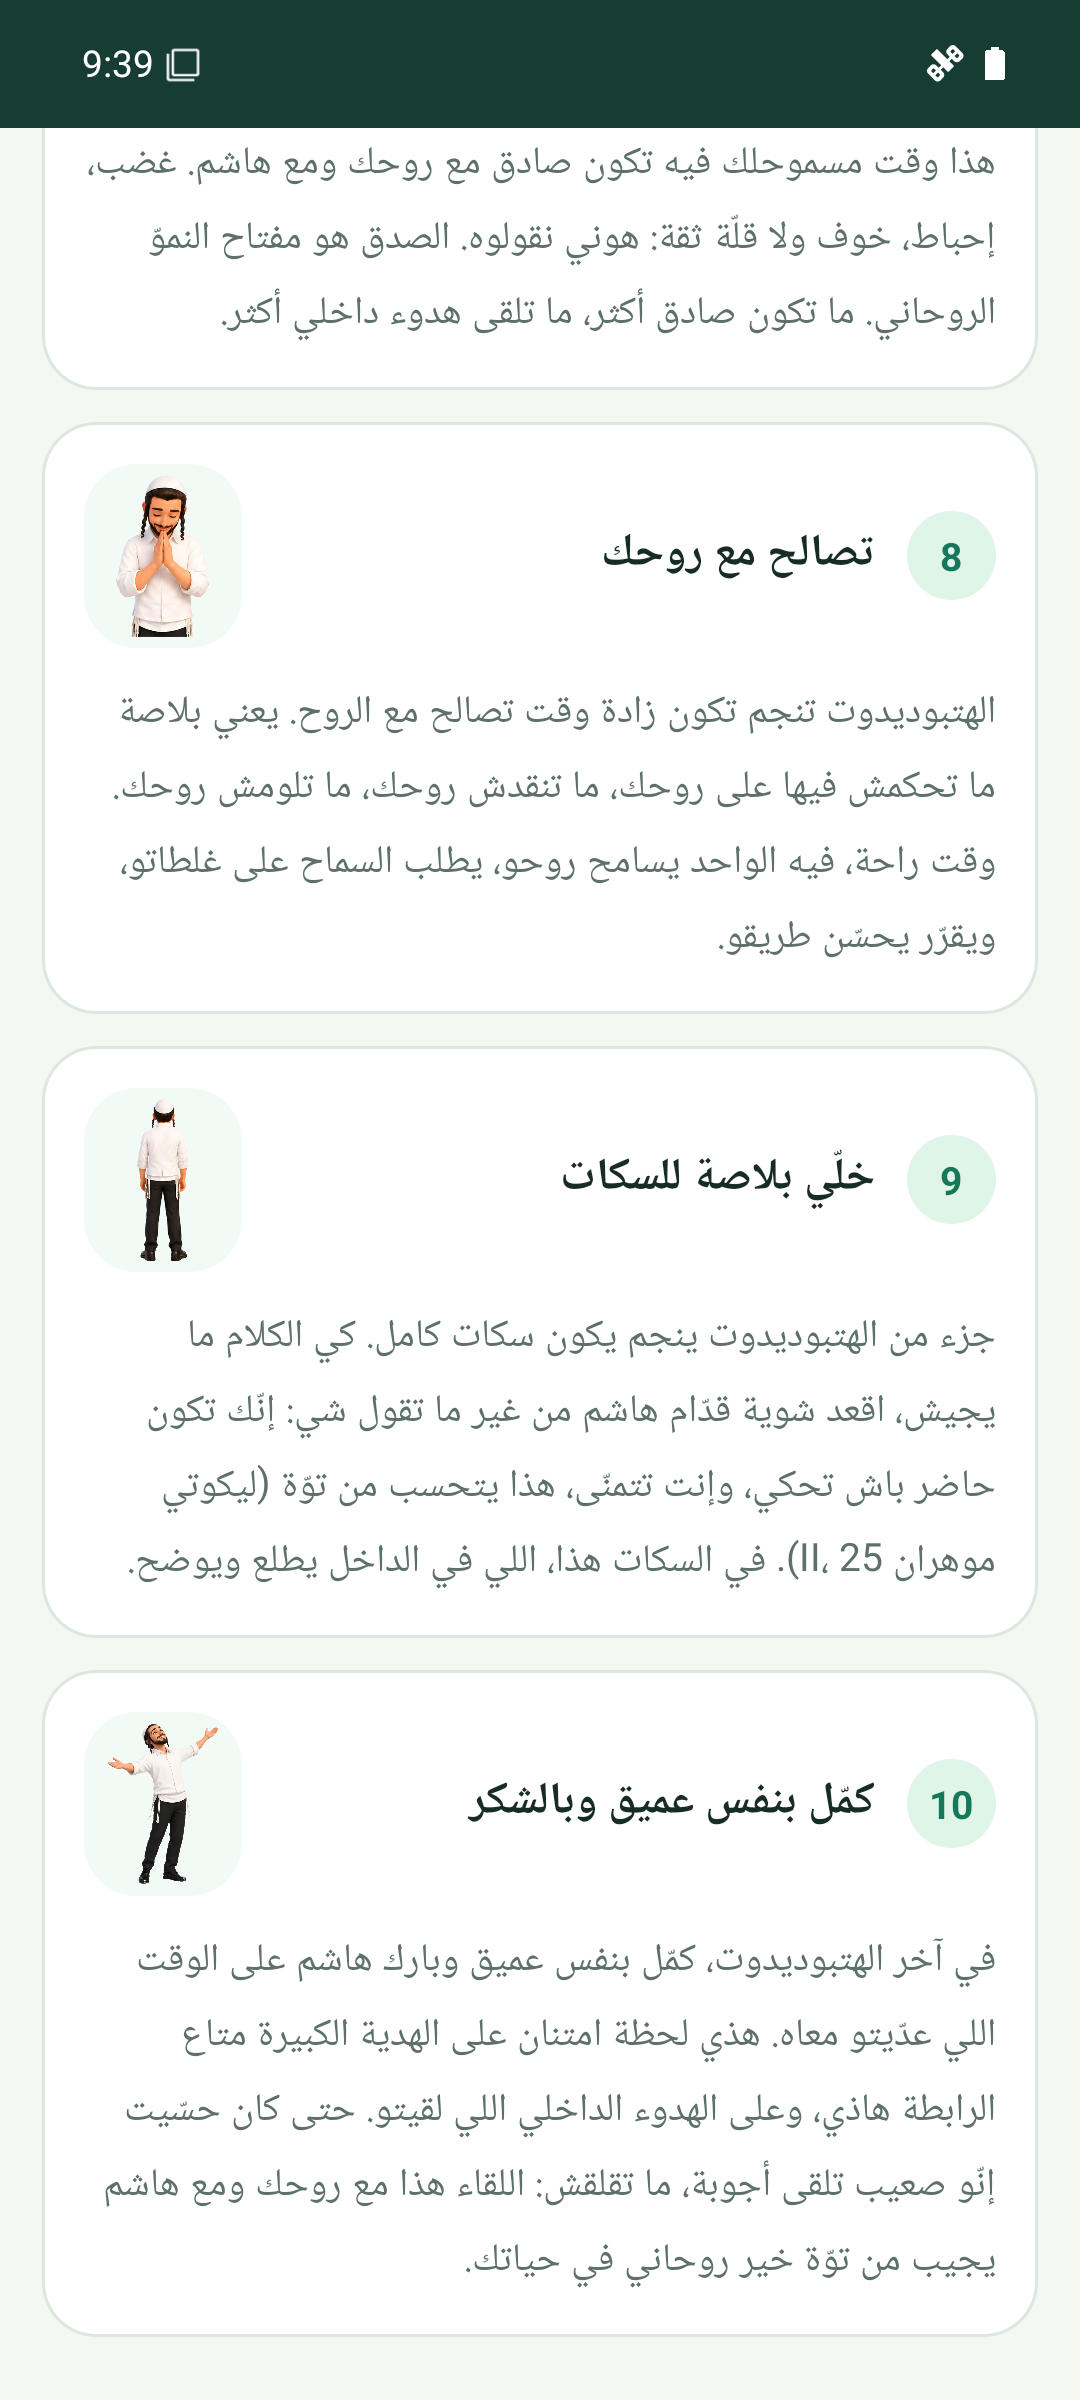 9:39
هذا وقت مسموحلك فيه تكون صادق مع روحك ومع هاشم. غضب،
إحباط، خوف ولا قلّة ثقة: هوني نقولوه. الصدق هو مفتاح النموّ
الروحاني. ما تكون صادق أكثر، ما تلقى هدوء داخلي أكثر.
8
تصالح مع روحك
الهتبوديدوت تنجم تكون زادة وقت تصالح مع الروح. يعني بلاصة
ما تحكمش فيها على روحك، ما تنقدش روحك، ما تلومش روحك.
وقت راحة، فيه الواحد يسامح روحو، يطلب السماح على غلطاتو،
ويقرّر يحسّن طريقو.
9
خلّي بلاصة للسكات
جزء من الهتبوديدوت ينجم يكون سكات كامل. كي الكلام ما
يجيش، اقعد شوية قدّام هاشم من غير ما تقول شي: إنّك تكون
حاضر باش تحكي، وإنت تتمنّى، هذا يتحسب من توّة (ليكوتي
موهران II، 25). في السكات هذا، اللي في الداخل يطلع ويوضح.
10
كمّل بنفس عميق وبالشكر
في آخر الهتبوديدوت، كمّل بنفس عميق وبارك هاشم على الوقت
اللي عدّيتو معاه. هذي لحظة امتنان على الهدية الكبيرة متاع
الرابطة هاذي، وعلى الهدوء الداخلي اللي لقيتو. حتى كان حسّيت
إنّو صعيب تلقى أجوبة، ما تقلقش: اللقاء هذا مع روحك ومع هاشم
يجيب من توّة خير روحاني في حياتك.